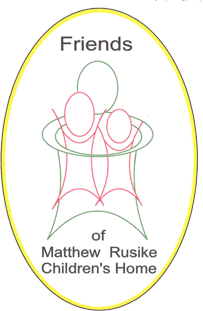 Friends
of
Matthew Rusike
Children's Home